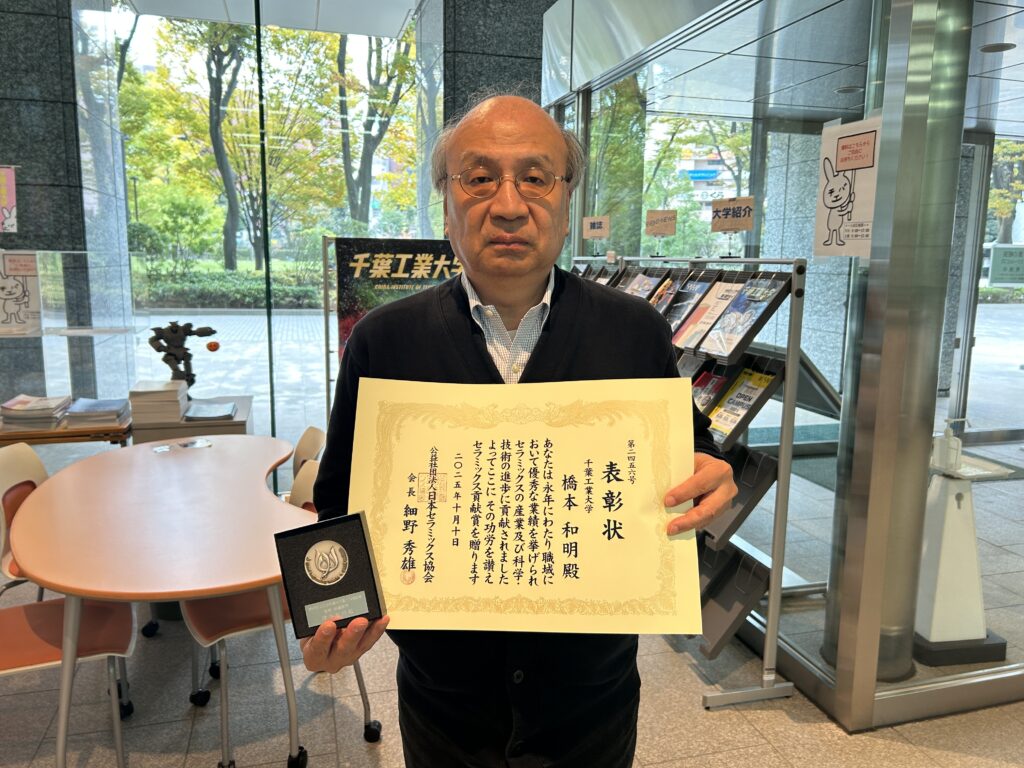 千葉工業大学
雑誌
大学紹介
OPEN
CAMPUS
第二四五六号
表彰状
千葉工業大学
橋本 和明殿
あなたは永年にわたり職域に
おいて優秀な業績を挙げられ
セラミックスの産業及び科学・
技術の進歩に貢献されました
よってここに その功労を讃え
セラミックス貢献賞を贈ります
二〇二五年十月十日
公益社団法人日本セラミックス協会
会長 細野秀雄